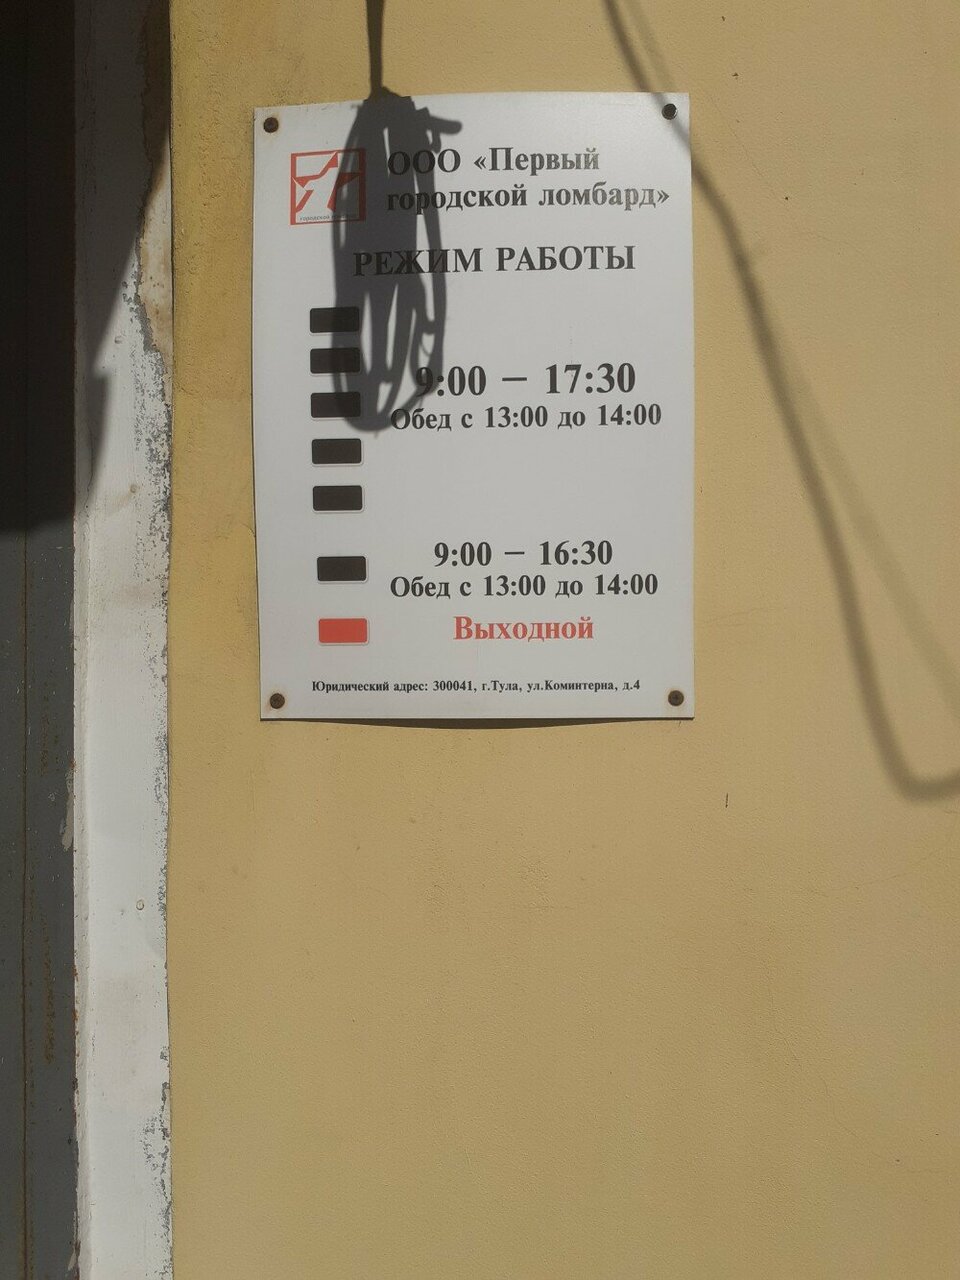 ООО «Первый
городской ломбард»
РЕЖИМ РАБОТЫ
9:00 – 17:30
Обед с 13:00 до 14:00
9:00 – 16:30
Обед с 13:00 до 14:00
Выходной
Юридический адрес: 300041, г.Тула, ул.Коминтерна, д.4